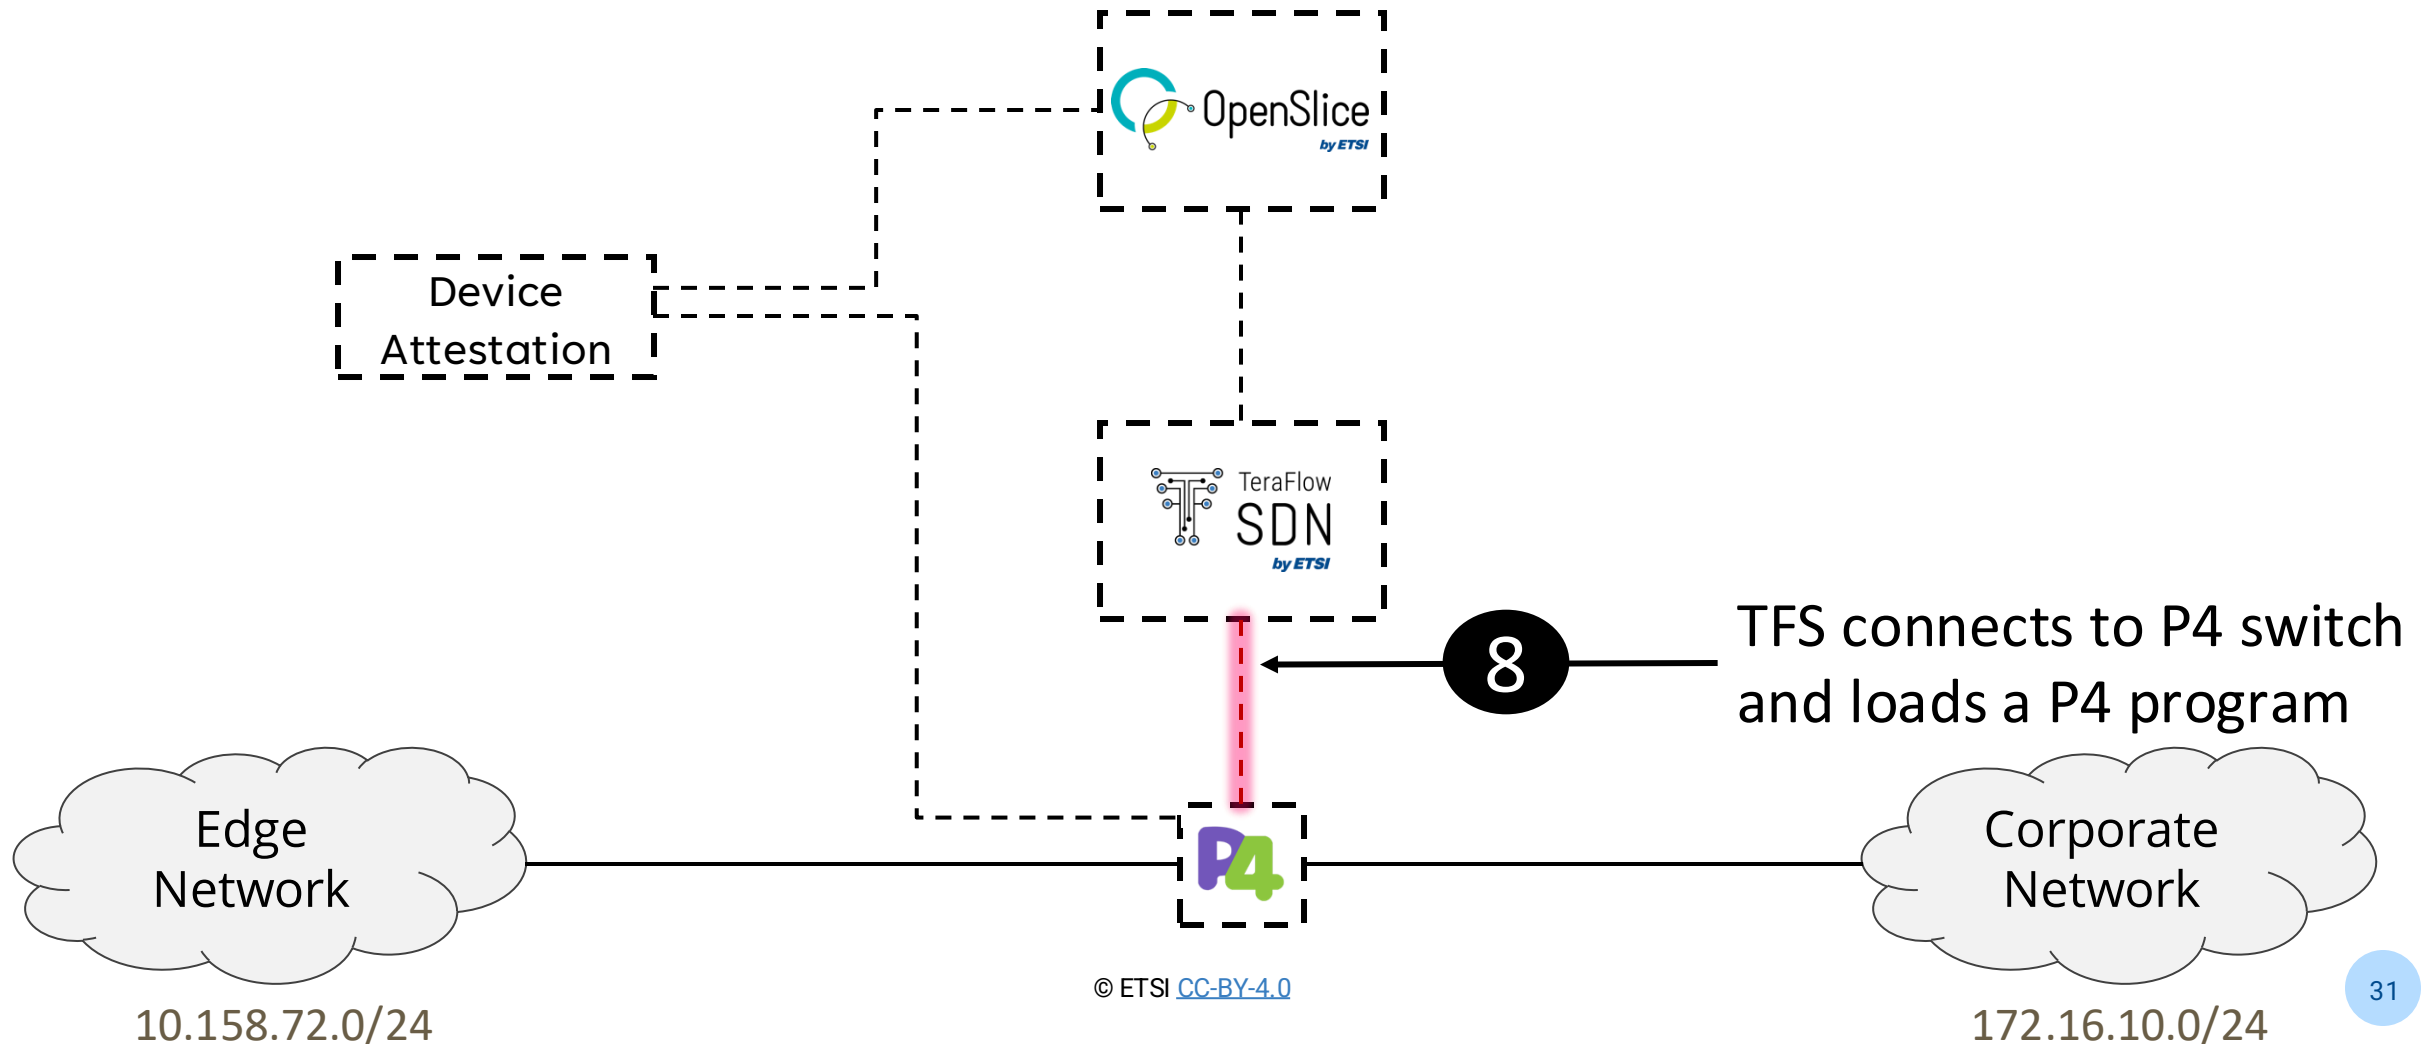 OpenSlice
by ETSI
Device
Attestation
TeraFlow
SDN
by ETSI
8
TFS connects to P4 switch
and loads a P4 program
Edge
Network
P4
Corporate
Network
© ETSI CC-BY-4.0
31
10.158.72.0/24
172.16.10.0/24